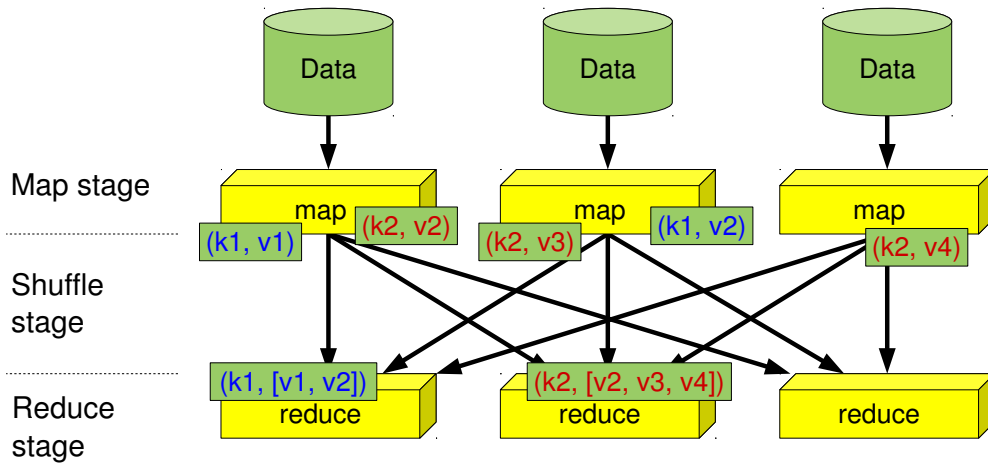 Data
Data
Data
Map stage
map
map
map
(k1, v1)
(k2, v2)
(k2, v3)
(k1, v2)
(k2, v4)
Shuffle
stage
(k1, [v1, v2])
(k2, [v2, v3, v4])
Reduce
stage
reduce
reduce
reduce